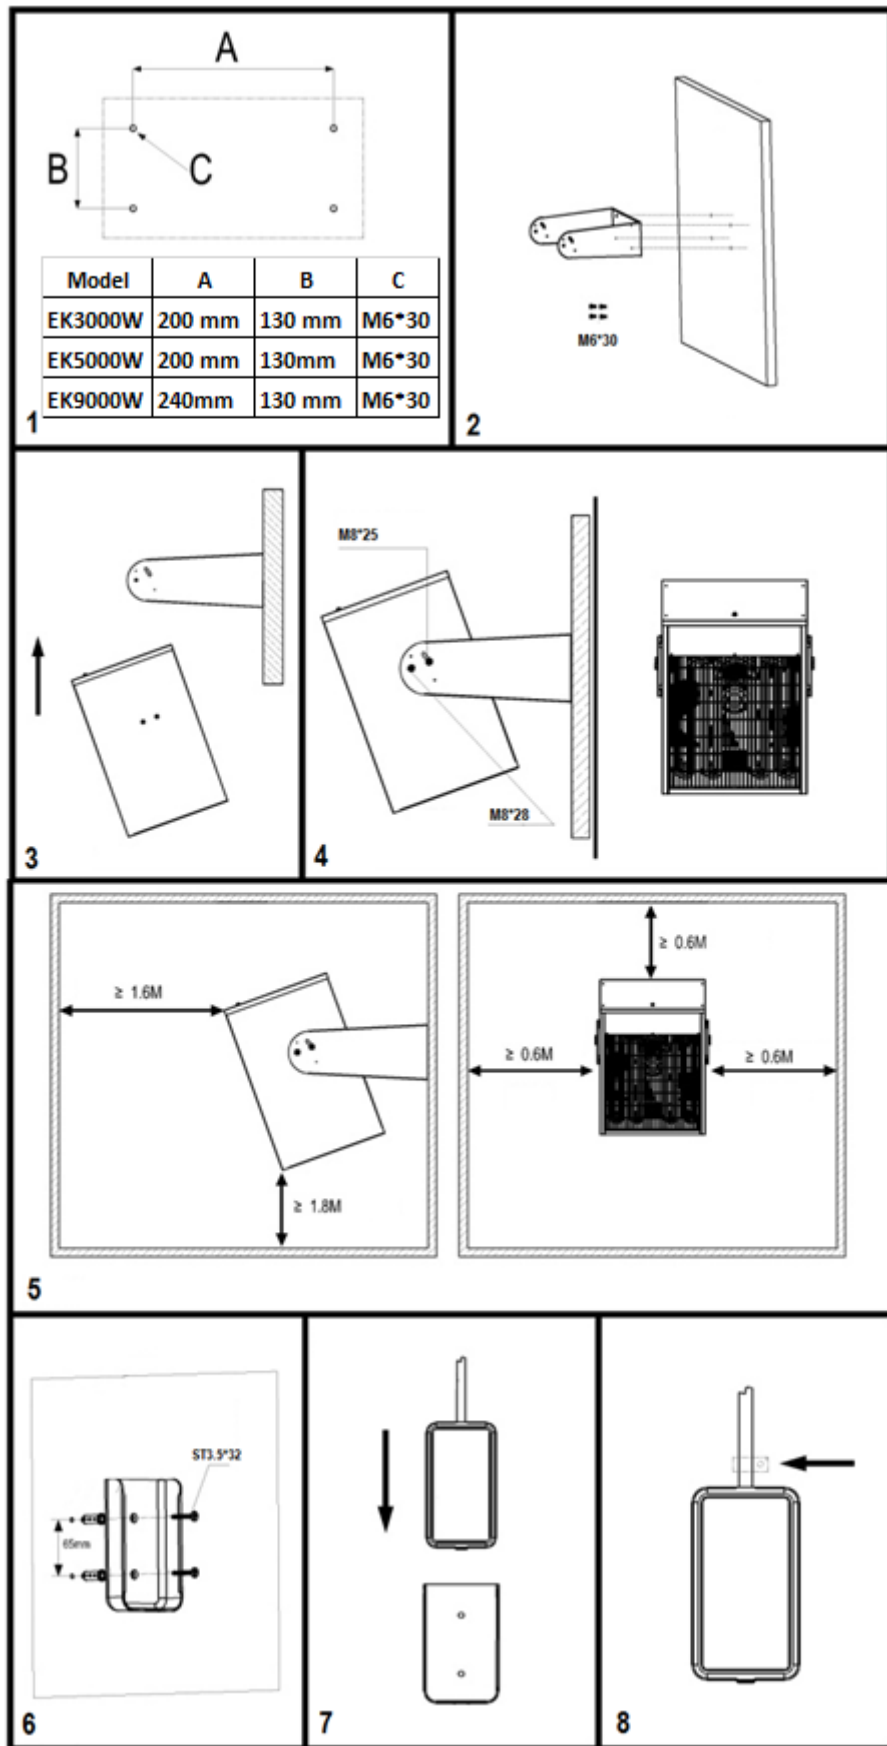 A
B
C
Model A B C
EK3000W 200 mm 130 mm M6*30
EK5000W 200 mm 130mm M6*30
EK9000W 240mm 130 mm M6*30
1
M6*30
2
3
M8*25
M8*28
4
≥ 1.6M
≥ 1.8M
≥ 0.6M
≥ 0.6M
≥ 0.6M
5
ST3.5*32
65mm
6
7
8